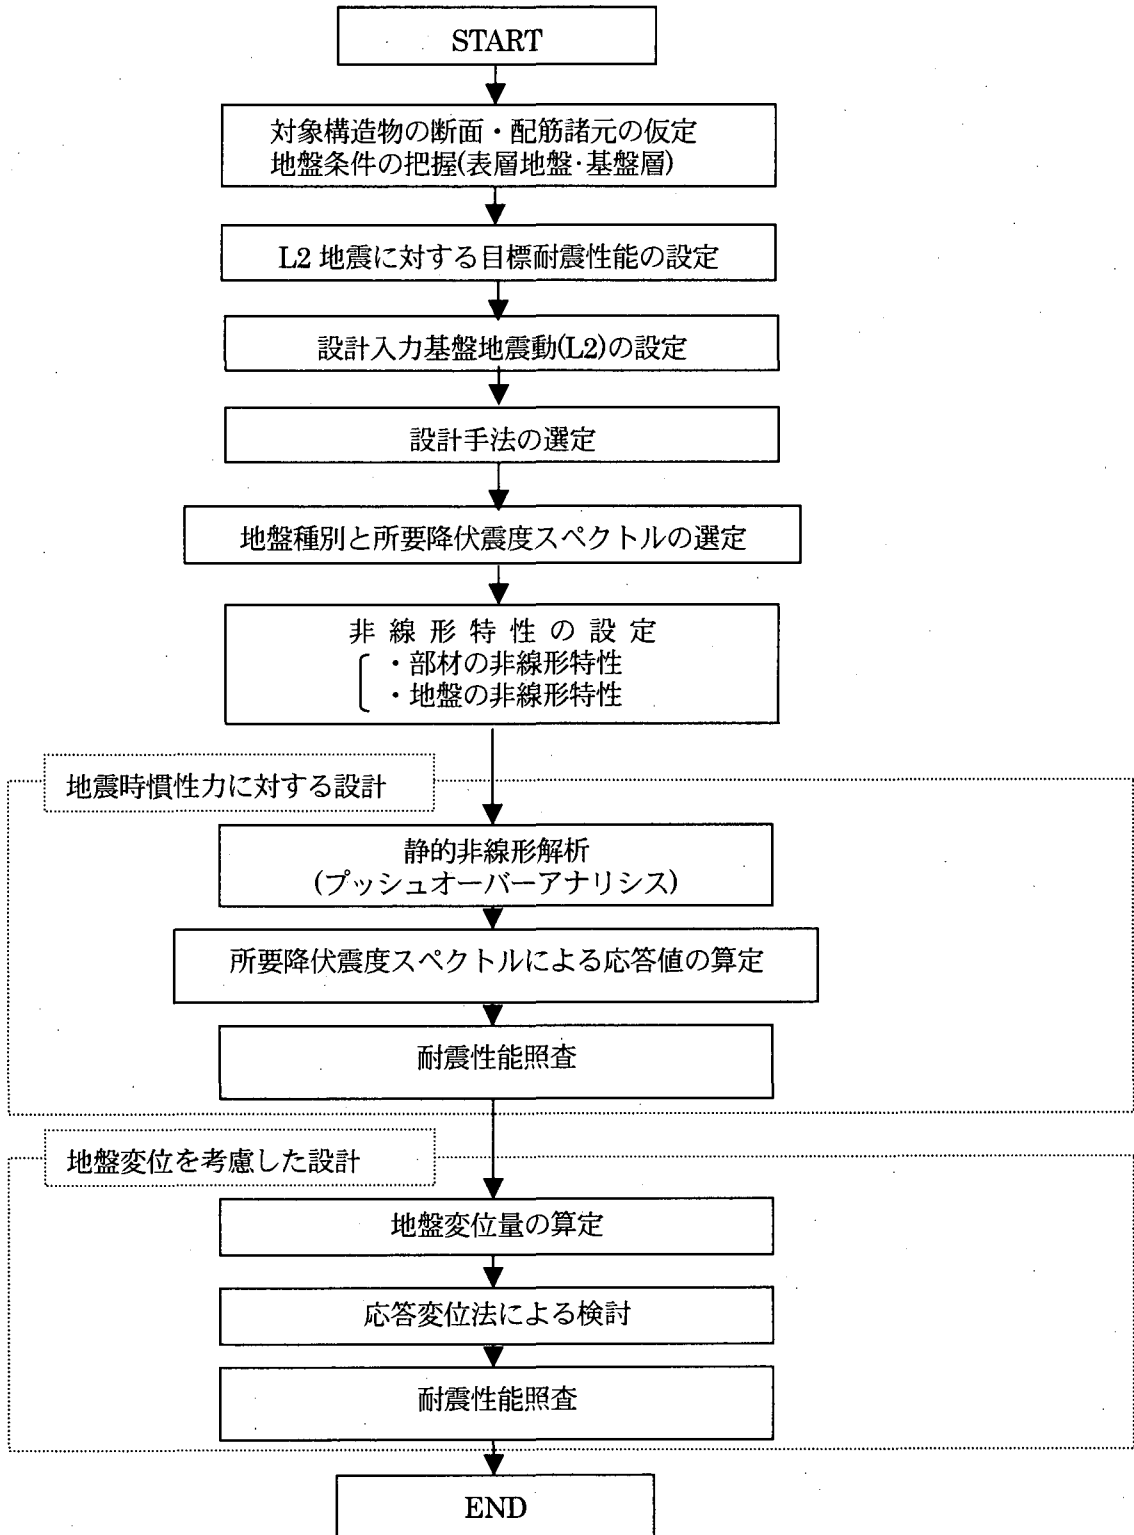 START
対象構造物の断面・配筋諸元の仮定
地盤条件の把握(表層地盤･基盤層)
L2 地震に対する目標耐震性能の設定
設計入力基盤地震動(L2)の設定
設計手法の選定
地盤種別と所要降伏震度スペクトルの選定
非 線 形 特 性 の 設 定
・部材の非線形特性
・地盤の非線形特性
地震時慣性力に対する設計
静的非線形解析
(プッシュオーバーアナリシス)
所要降伏震度スペクトルによる応答値の算定
耐震性能照査
地盤変位を考慮した設計
地盤変位量の算定
応答変位法による検討
耐震性能照査
END